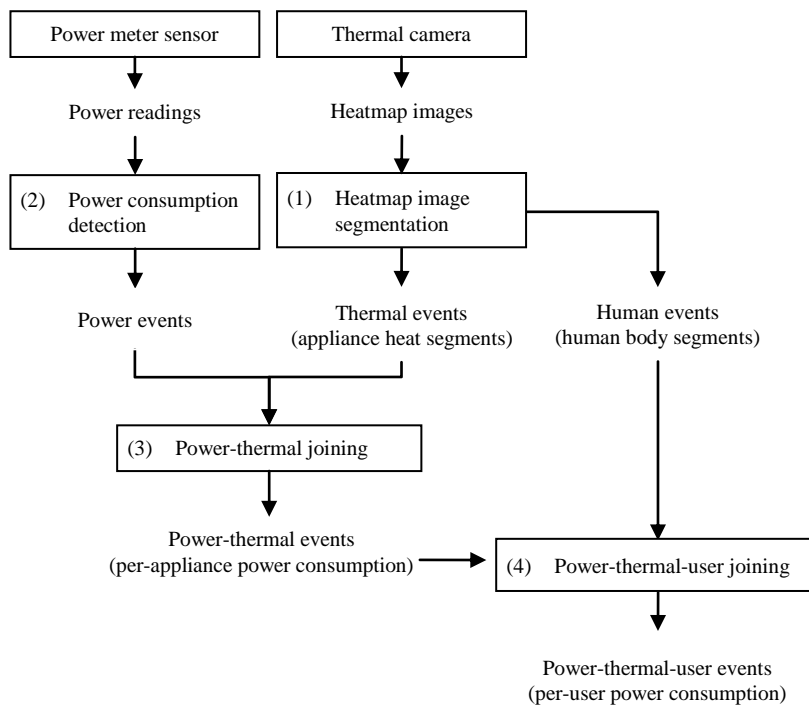 Power meter sensor
Thermal camera
Power readings
Heatmap images
(2) Power consumption
detection
(1) Heatmap image
segmentation
Power events
Thermal events
(appliance heat segments)
Human events
(human body segments)
(3) Power-thermal joining
Power-thermal events
(per-appliance power consumption)
(4) Power-thermal-user joining
Power-thermal-user events
(per-user power consumption)